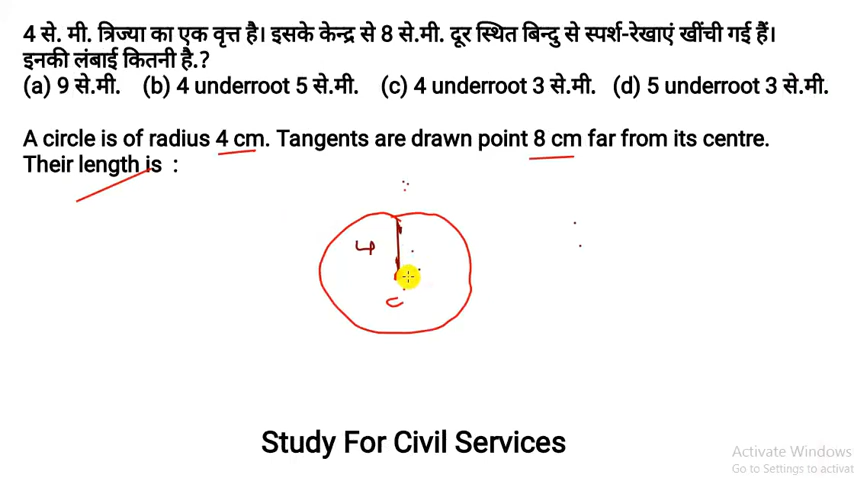 4 से. मी. त्रिज्या का एक वृत्त है। इसके केन्द्र से 8 से.मी. दूर स्थित बिन्दु से स्पर्श-रेखाएं खींची गई हैं।
इनकी लंबाई कितनी है.?
(a) 9 से.मी. (b) 4 underroot 5 से.मी. (c) 4 underroot 3 से.मी. (d) 5 underroot 3 से.मी.
A circle is of radius 4 cm. Tangents are drawn point 8 cm far from its centre.
Their length is :
4
C
Study For Civil Services
Activate Windows
Go to Settings to activat